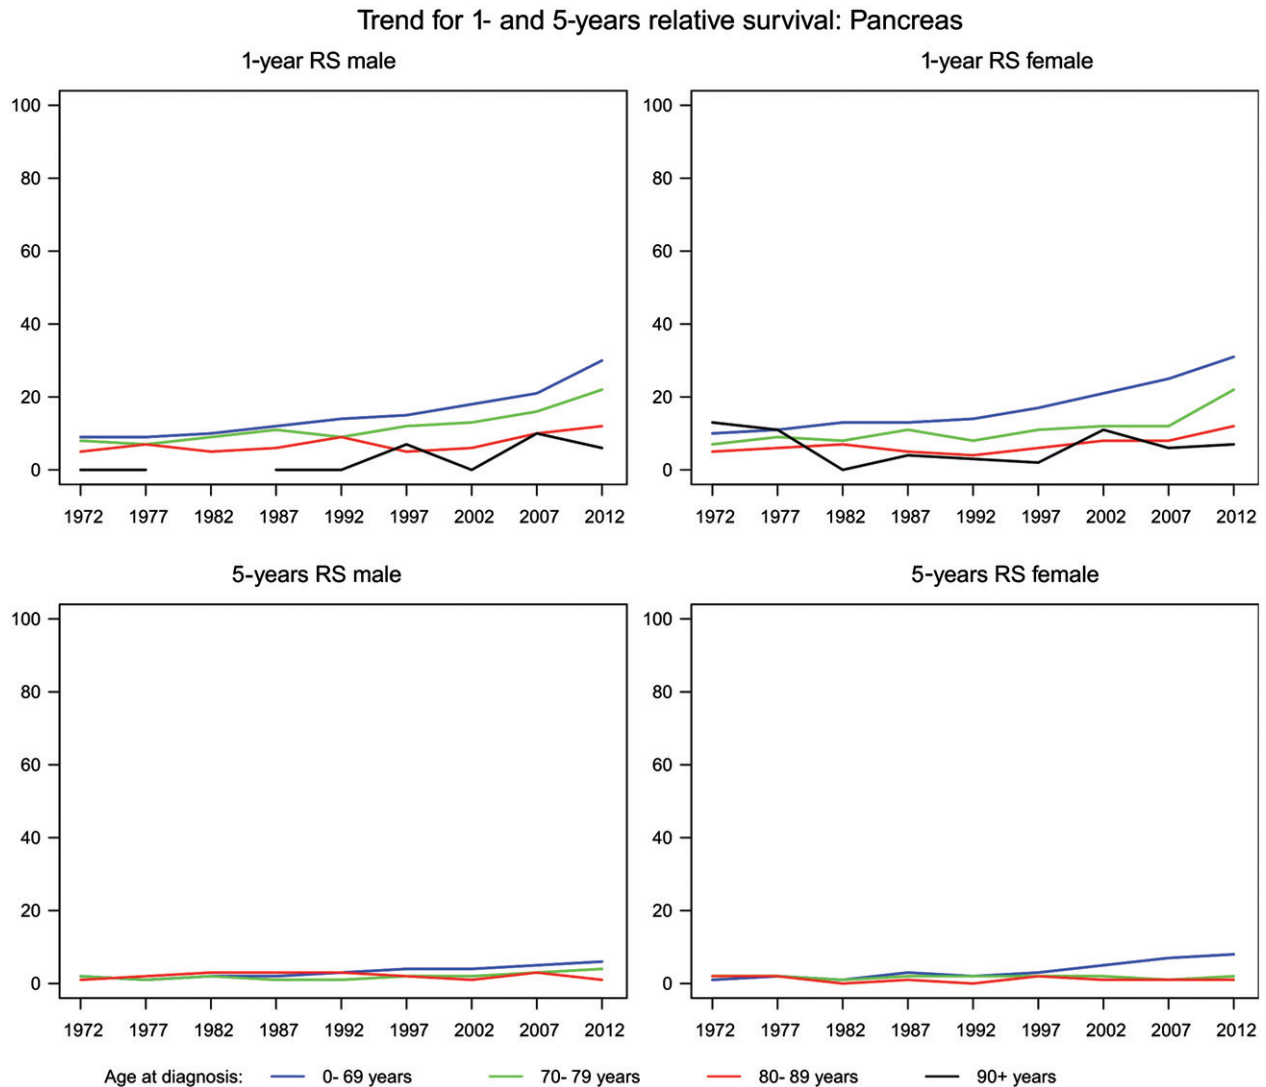 Trend for 1- and 5-years relative survival: Pancreas
1-year RS male
100
80
60
40
20
0
1972 1977 1982 1987 1992 1997 2002 2007 2012
1-year RS female
100
80
60
40
20
0
1972 1977 1982 1987 1992 1997 2002 2007 2012
5-years RS male
100
80
60
40
20
0
1972 1977 1982 1987 1992 1997 2002 2007 2012
5-years RS female
100
80
60
40
20
0
1972 1977 1982 1987 1992 1997 2002 2007 2012
Age at diagnosis: 0- 69 years 70- 79 years 80- 89 years 90+ years